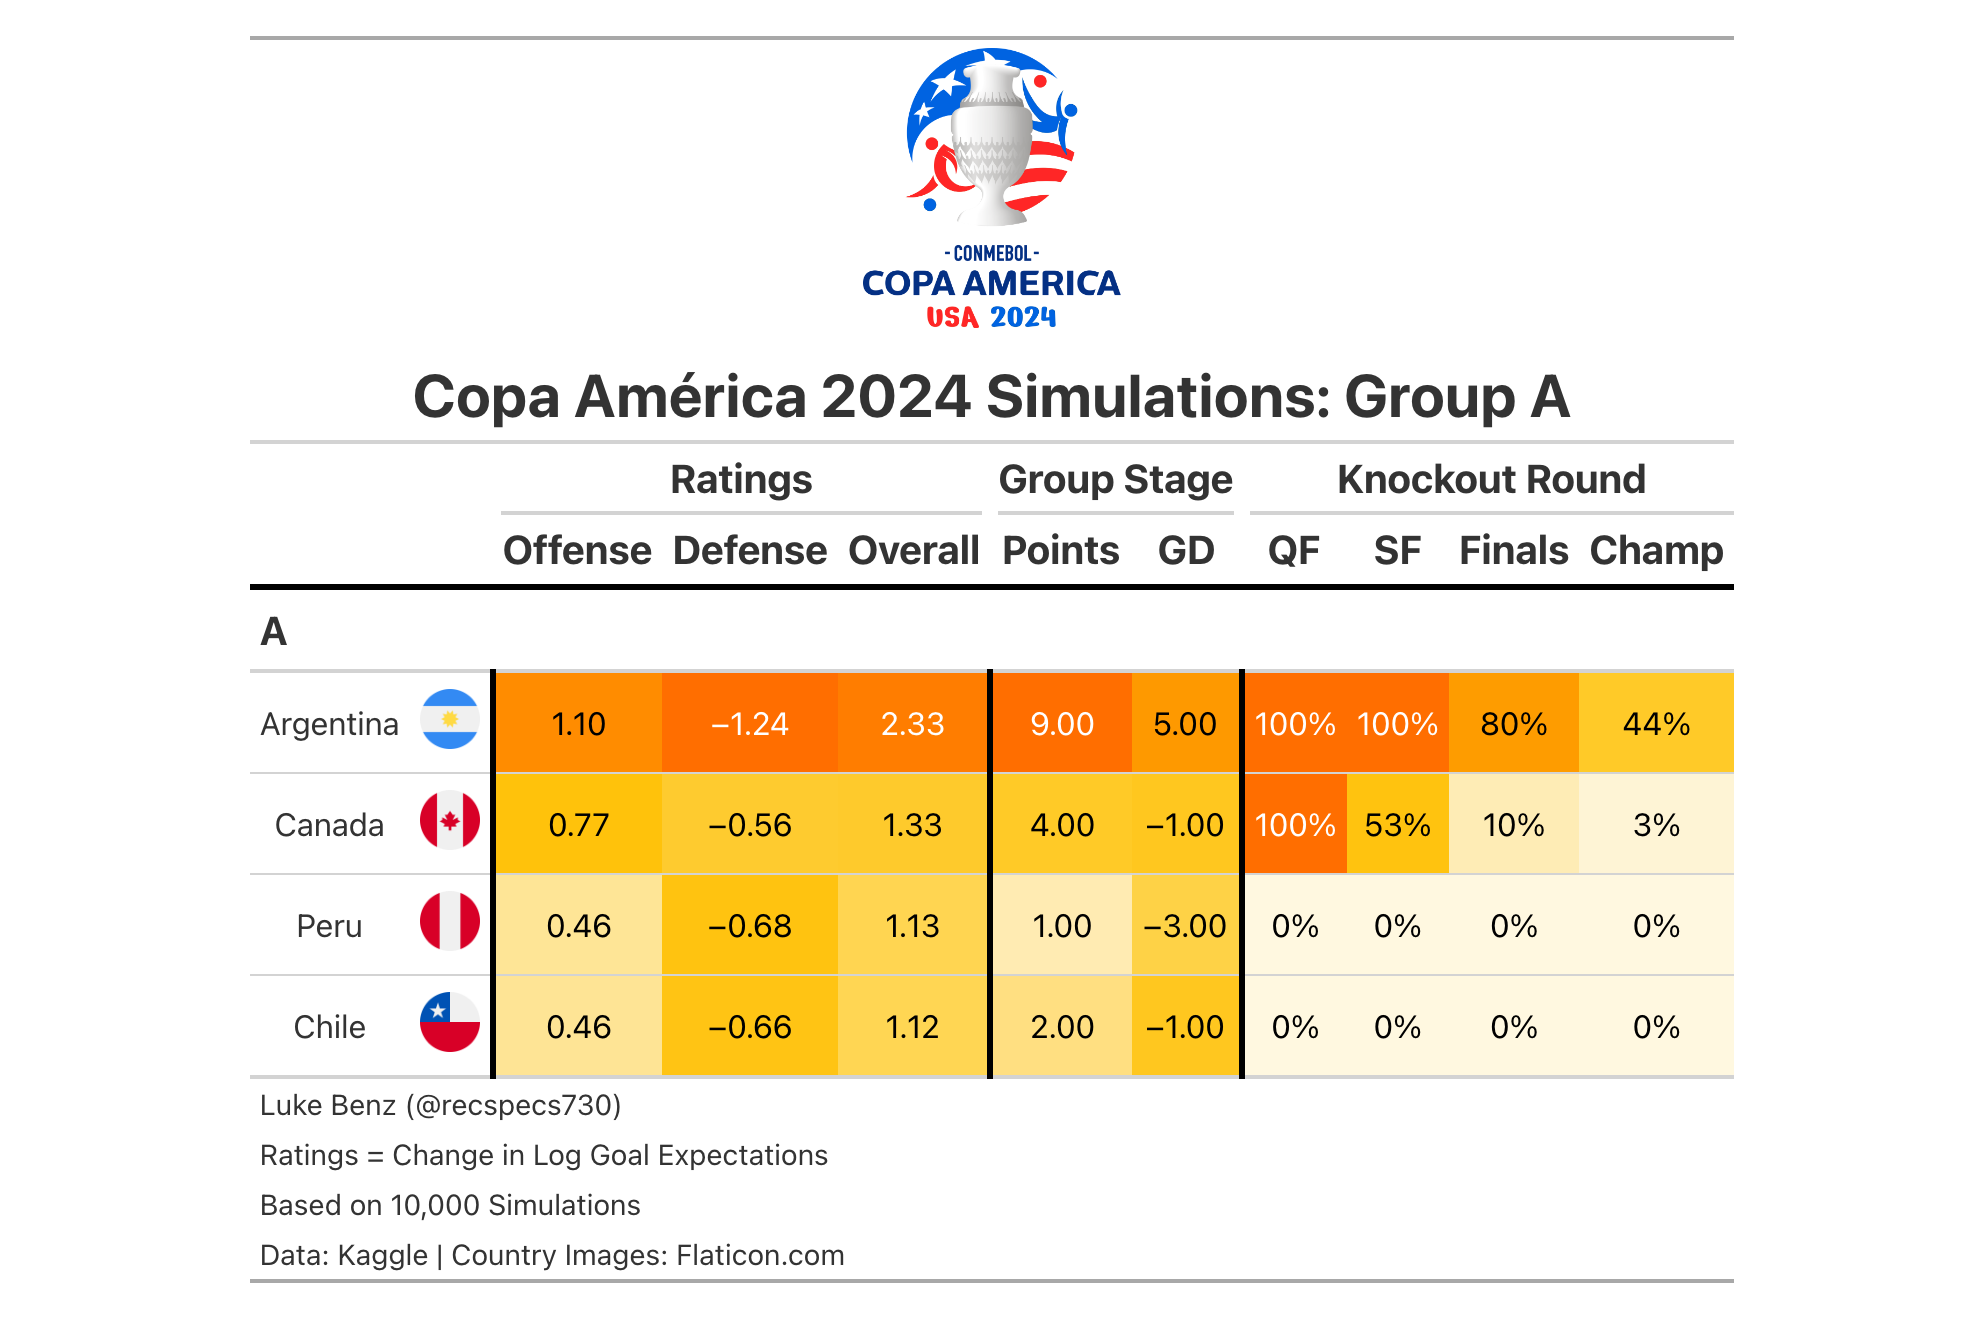 - CONMEBOL -
COPA AMERICA
USA 2024
Copa América 2024 Simulations: Group A
Ratings Group Stage Knockout Round
Offense Defense Overall Points GD QF SF Finals Champ
A
Argentina 1.10 −1.24 2.33 9.00 5.00 100% 100% 80% 44%
Canada 0.77 −0.56 1.33 4.00 −1.00 100% 53% 10% 3%
Peru 0.46 −0.68 1.13 1.00 −3.00 0% 0% 0% 0%
Chile 0.46 −0.66 1.12 2.00 −1.00 0% 0% 0% 0%
Luke Benz (@recspecs730)
Ratings = Change in Log Goal Expectations
Based on 10,000 Simulations
Data: Kaggle | Country Images: Flaticon.com